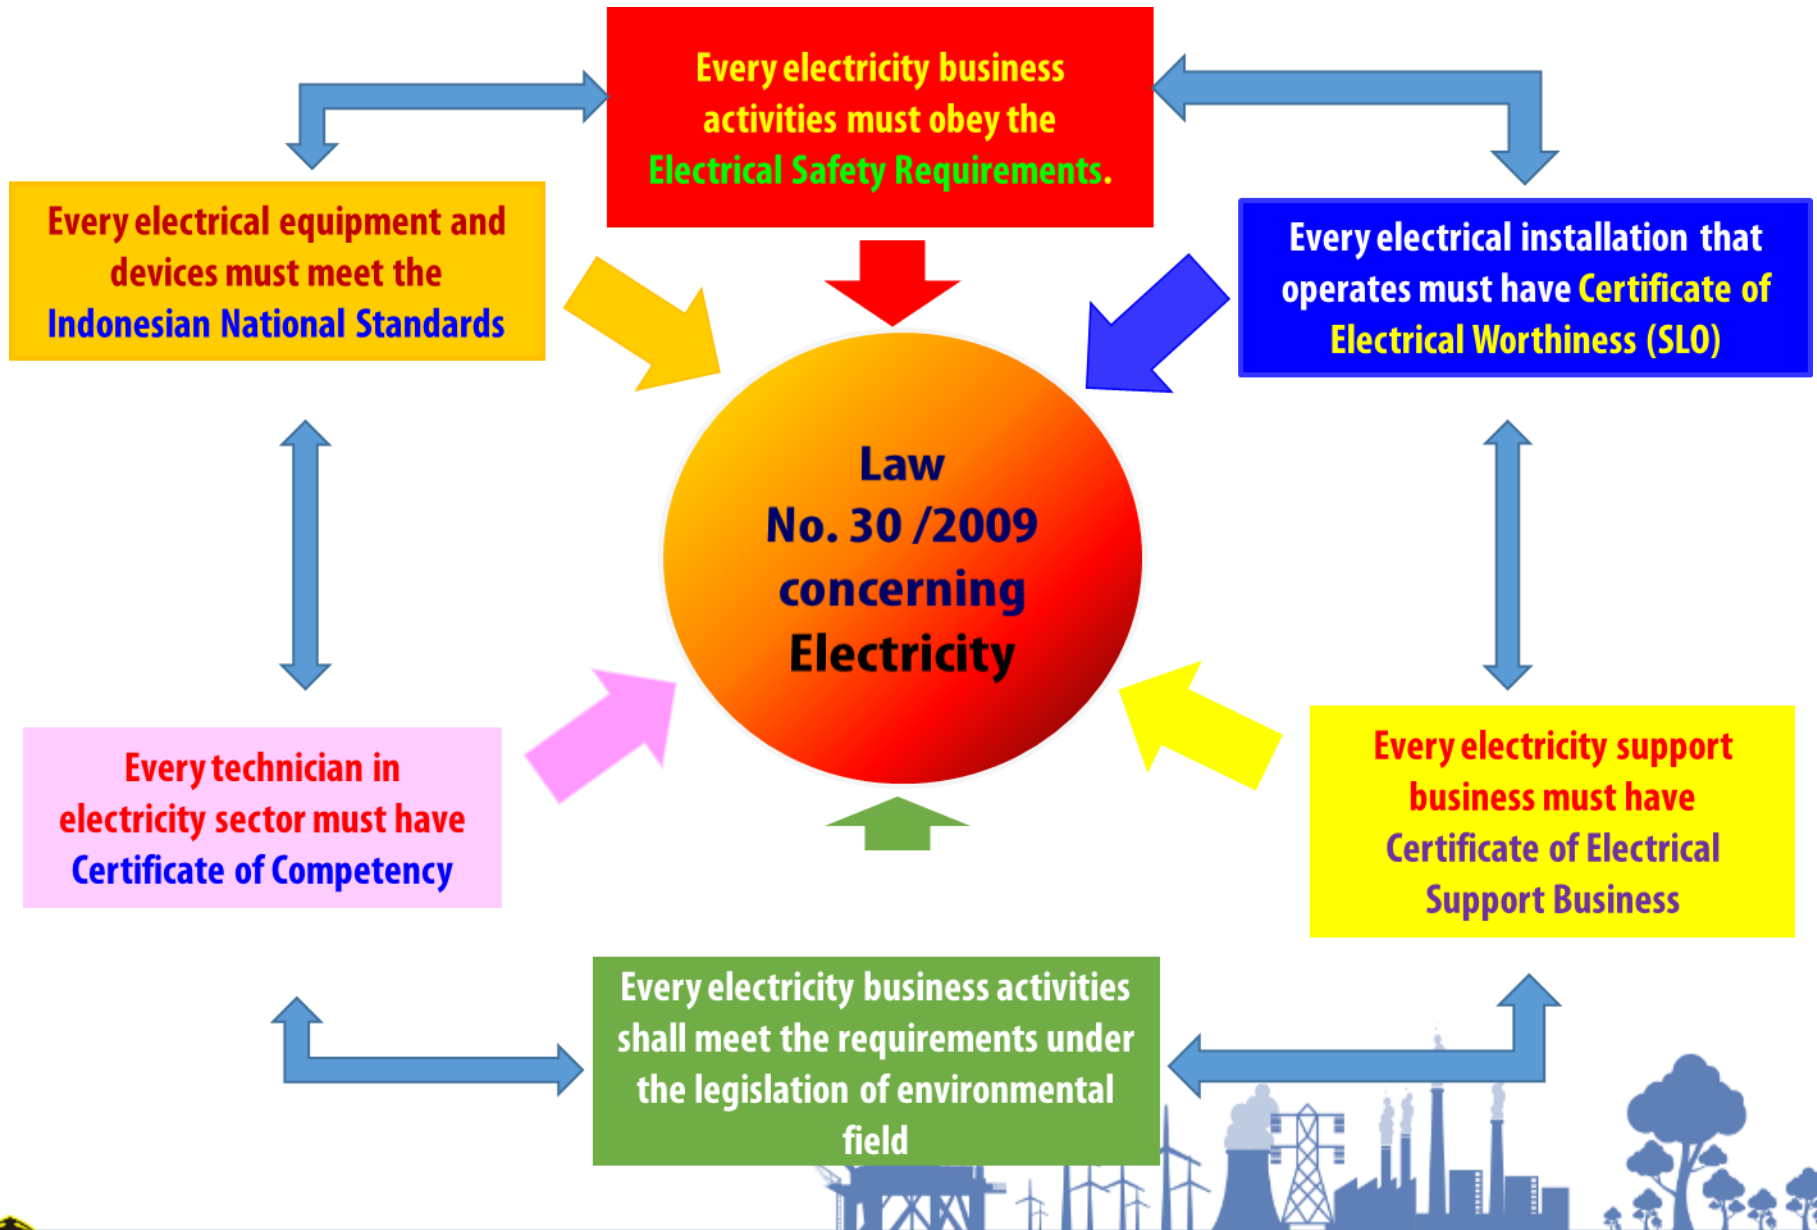 Every electricity business
activities must obey the
Electrical Safety Requirements.
Every electrical equipment and
devices must meet the
Indonesian National Standards
Every electrical installation that
operates must have Certificate of
Electrical Worthiness (SLO)
Law
No. 30 /2009
concerning
Electricity
Every technician in
electricity sector must have
Certificate of Competency
Every electricity support
business must have
Certificate of Electrical
Support Business
Every electricity business activities
shall meet the requirements under
the legislation of environmental
field